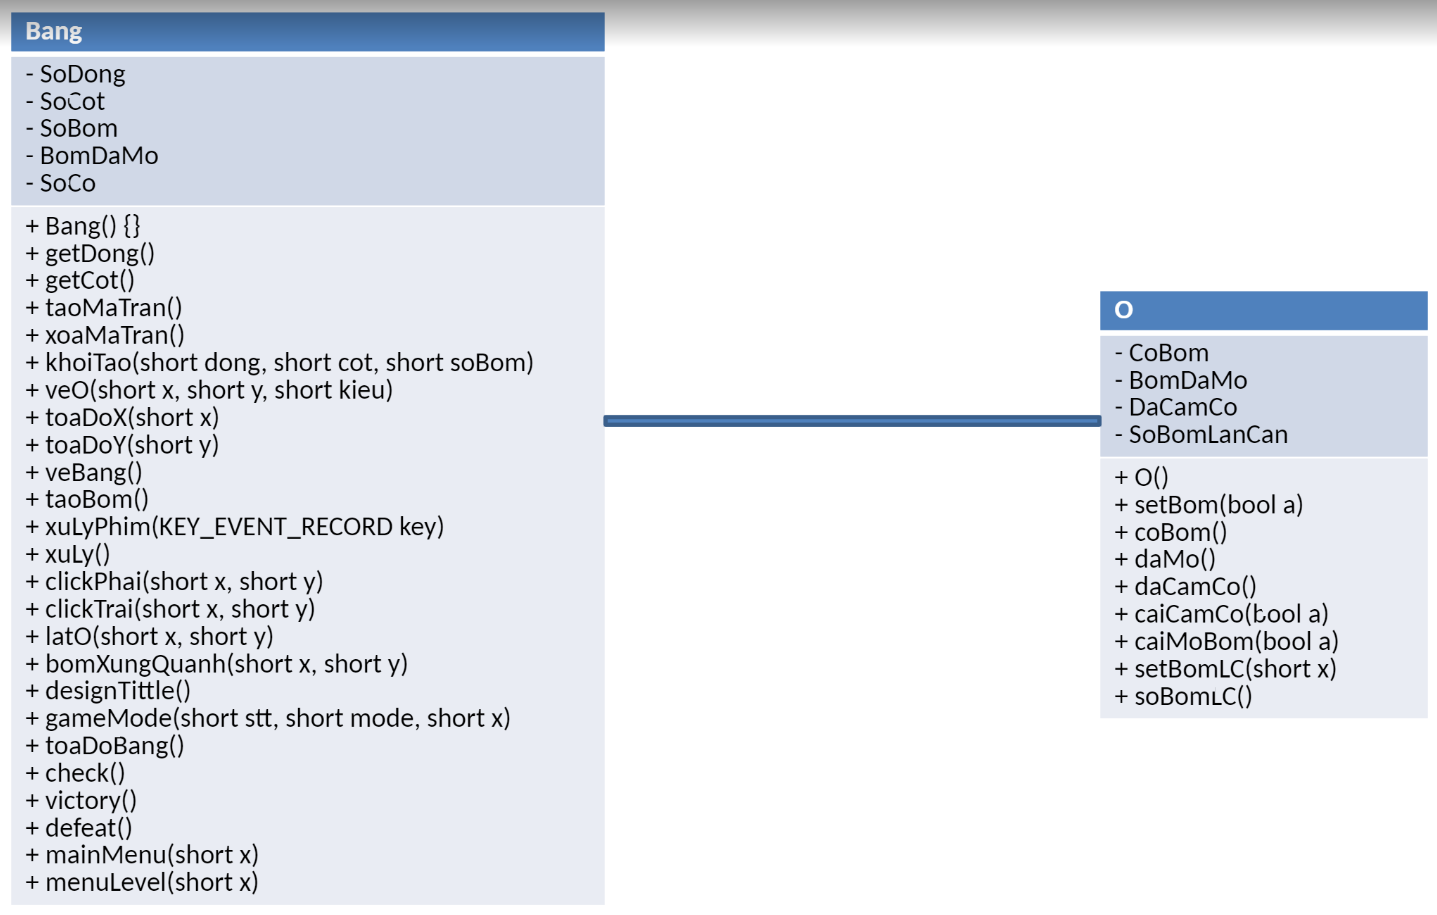 Bang
- SoDong
- SoCot
- SoBom
- BomDaMo
- SoCo
+ Bang() {}
+ getDong()
+ getCot()
+ taoMaTran()
+ xoaMaTran()
+ khoiTao(short dong, short cot, short soBom)
+ veO(short x, short y, short kieu)
+ toaDoX(short x)
+ toaDoY(short y)
+ veBang()
+ taoBom()
+ xuLyPhim(KEY_EVENT_RECORD key)
+ xuLy()
+ clickPhai(short x, short y)
+ clickTrai(short x, short y)
+ latO(short x, short y)
+ bomXungQuanh(short x, short y)
+ designTittle()
+ gameMode(short stt, short mode, short x)
+ toaDoBang()
+ check()
+ victory()
+ defeat()
+ mainMenu(short x)
+ menuLevel(short x)
O
- CoBom
- BomDaMo
- DaCamCo
- SoBomLanCan
+ O()
+ setBom(bool a)
+ coBom()
+ daMo()
+ daCamCo()
+ caiCamCo(bool a)
+ caiMoBom(bool a)
+ setBomLC(short x)
+ soBomLC()